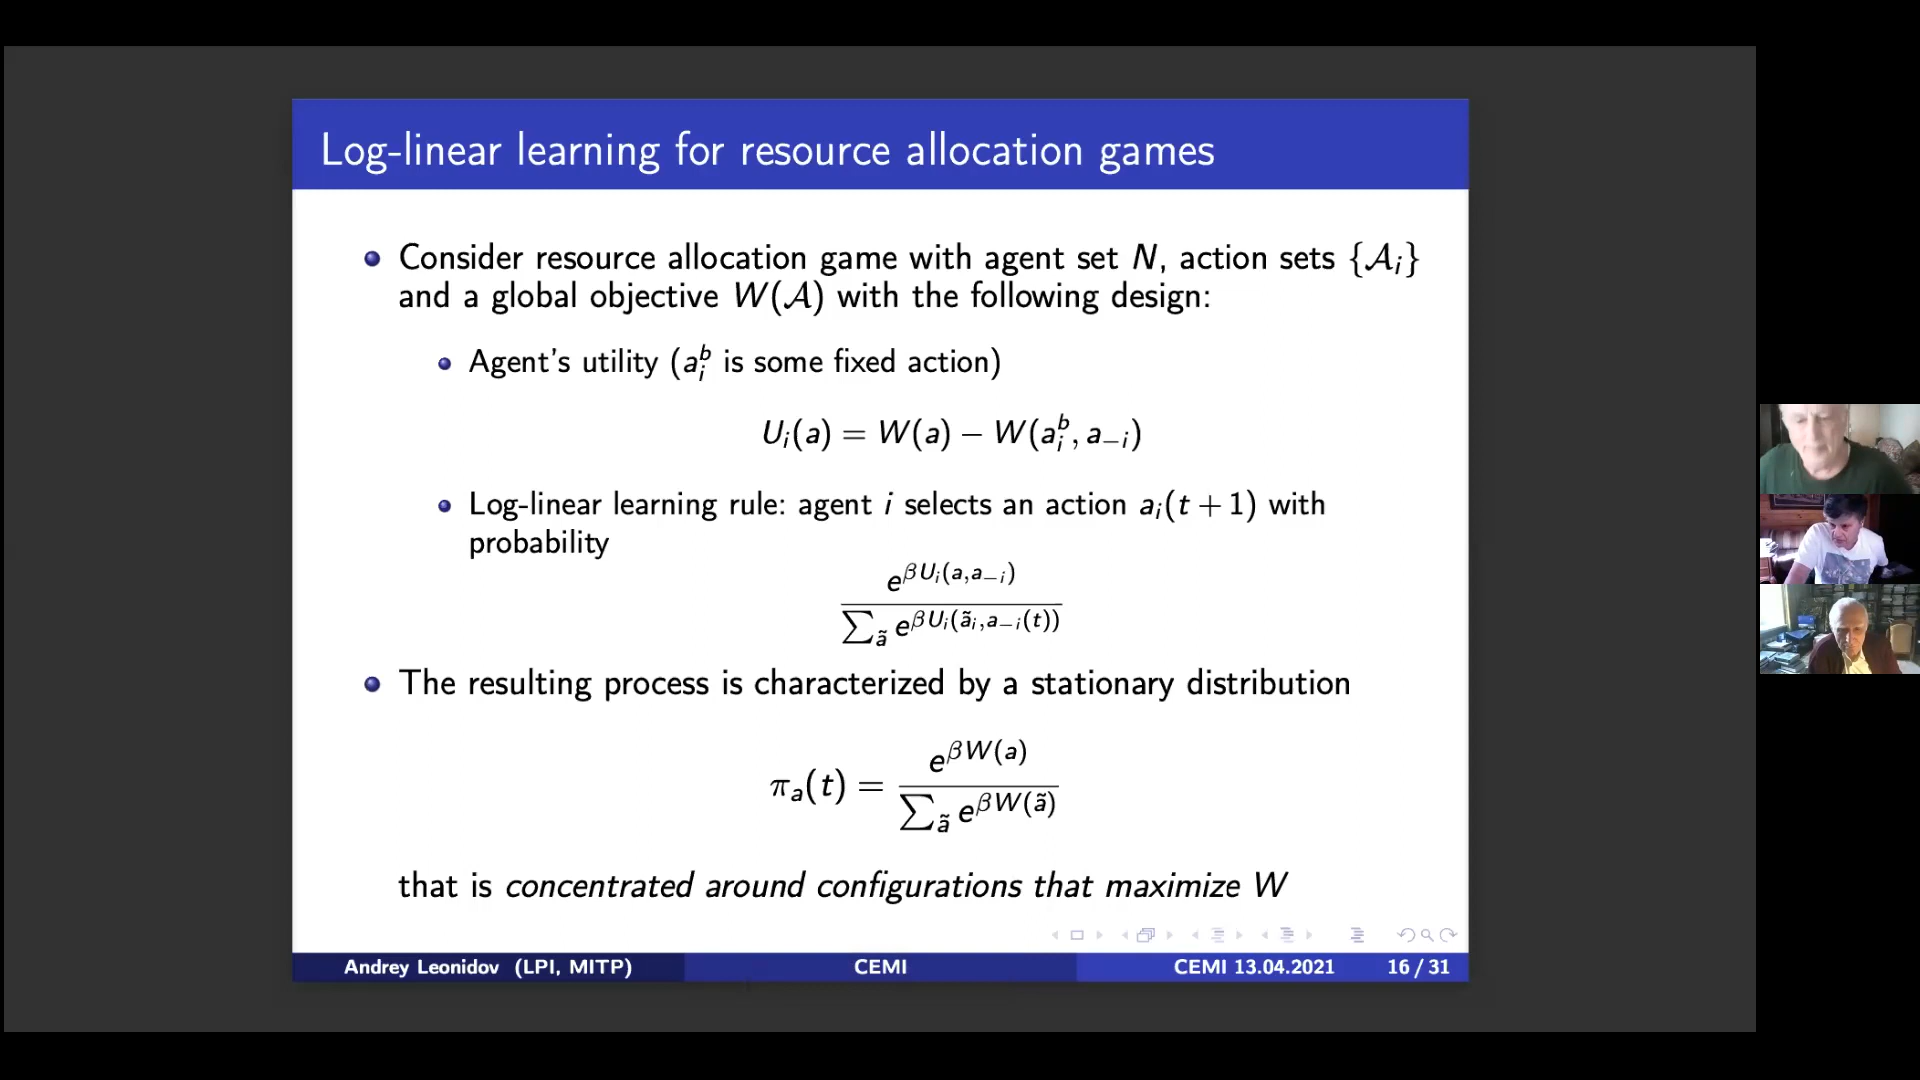 Log-linear learning for resource allocation games
Consider resource allocation game with agent set N, action sets {𝒜ᵢ}
and a global objective W(𝒜) with the following design:
Agent's utility (aᵢᵇ is some fixed action)
Uᵢ(a) = W(a) − W(aᵢᵇ, a₋ᵢ)
Log-linear learning rule: agent i selects an action aᵢ(t + 1) with
probability
e^{βUᵢ(a,a₋ᵢ)}
∑_ã e^{βUᵢ(ãᵢ,a₋ᵢ(t))}
The resulting process is characterized by a stationary distribution
πₐ(t) = e^{βW(a)} / ∑_ã e^{βW(ã)}
that is concentrated around configurations that maximize W
Andrey Leonidov (LPI, MITP) CEMI CEMI 13.04.2021 16 / 31